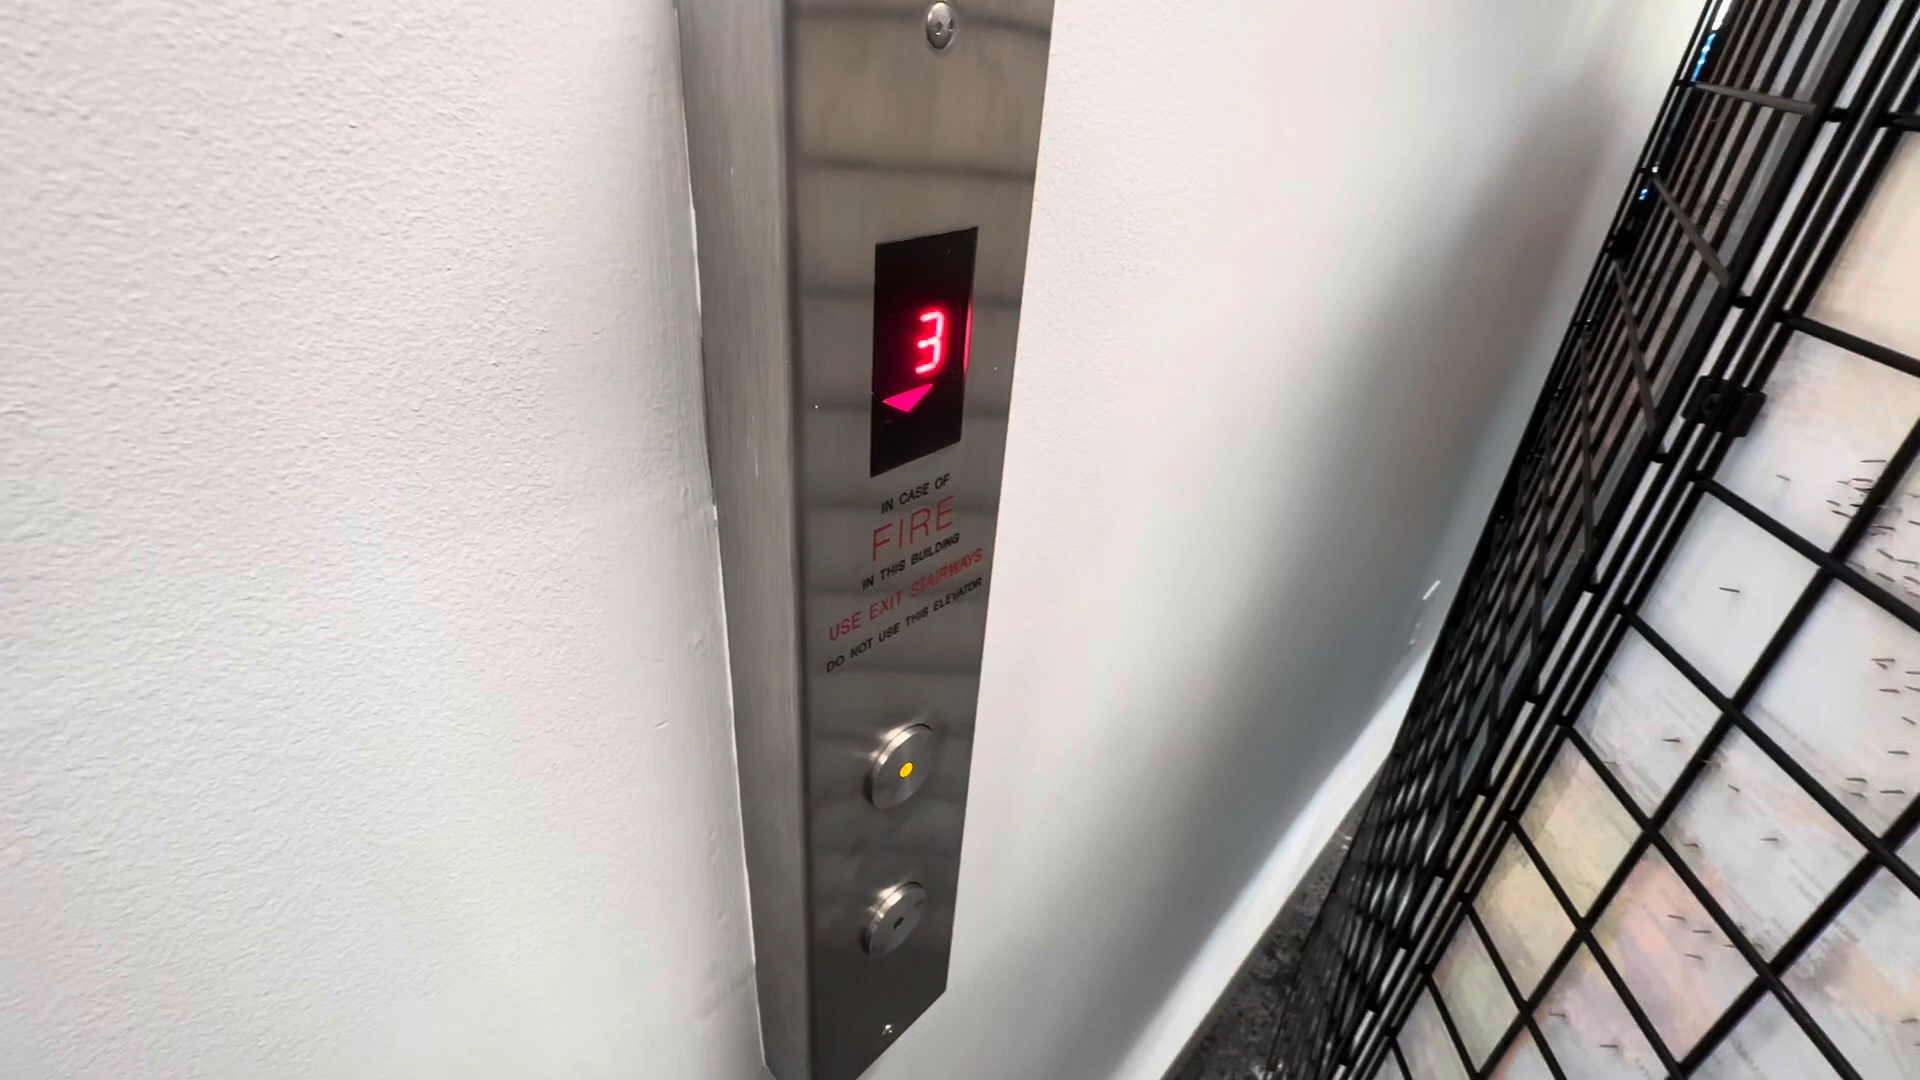 3
IN CASE OF
FIRE
IN THIS BUILDING
USE EXIT STAIRWAYS
DO NOT USE THIS ELEVATOR